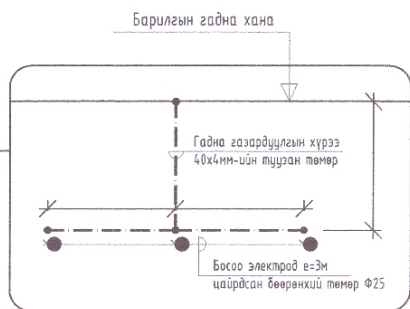 Барилгын гадна хана
Гадна газардуулгын хүрээ
40х4мм-ийн туузан төмөр
Босоо электрод е=3м
цайрдсан бөөрөнхий төмөр Ф25